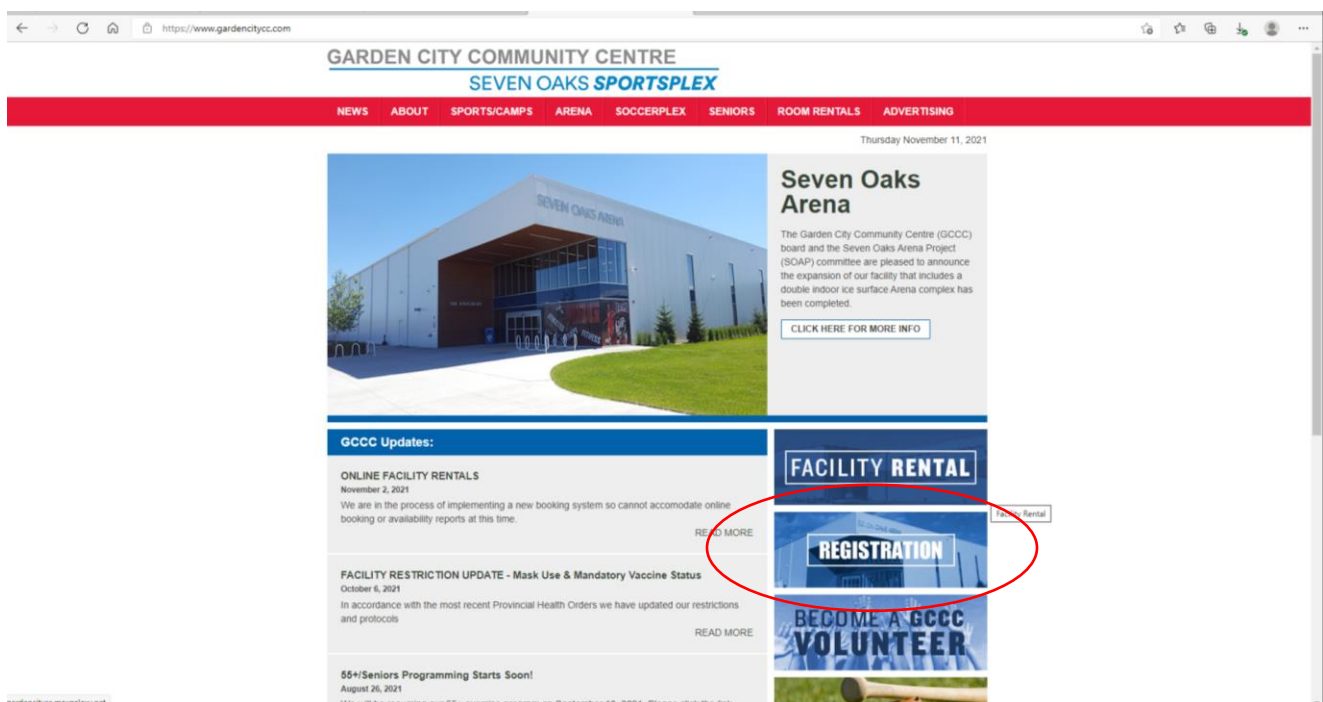 https://www.gardencitycc.com
GARDEN CITY COMMUNITY CENTRE
SEVEN OAKS SPORTSPLEX
NEWS ABOUT SPORTS/CAMPS ARENA SOCCERPLEX SENIORS ROOM RENTALS ADVERTISING
Thursday November 11, 2021
SEVEN OAKS ARENA
Seven Oaks
Arena
The Garden City Community Centre (GCCC)
board and the Seven Oaks Arena Project
(SOAP) committee are pleased to announce
the expansion of our facility that includes a
double indoor ice surface Arena complex has
been completed.
CLICK HERE FOR MORE INFO
GCCC Updates:
ONLINE FACILITY RENTALS
November 2, 2021
We are in the process of implementing a new booking system so cannot accomodate online
booking or availability reports at this time.
READ MORE
FACILITY RESTRICTION UPDATE - Mask Use & Mandatory Vaccine Status
October 6, 2021
In accordance with the most recent Provincial Health Orders we have updated our restrictions
and protocols
READ MORE
55+/Seniors Programming Starts Soon!
August 26, 2021
FACILITY RENTAL
Facility Rental
REGISTRATION
BECOME A GCCC
VOLUNTEER